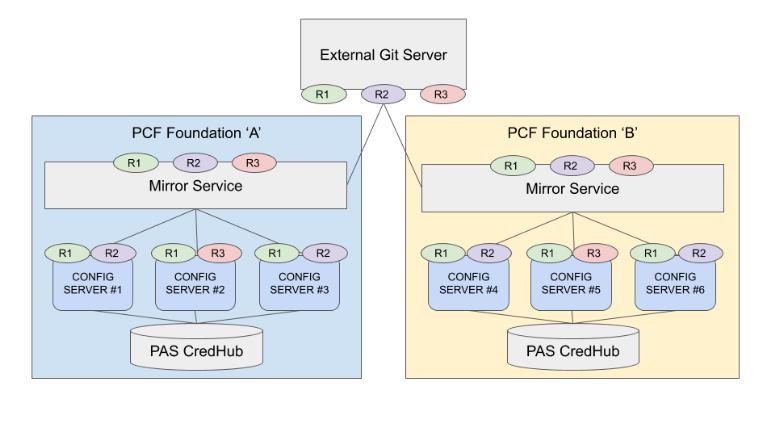 External Git Server
R1 R2 R3
PCF Foundation ‘A’
R1 R2 R3
Mirror Service
R1 R2 R1 R3 R1 R2
CONFIG
SERVER #1
CONFIG
SERVER #2
CONFIG
SERVER #3
PAS CredHub
PCF Foundation ‘B’
R1 R2 R3
Mirror Service
R1 R2 R1 R3 R1 R2
CONFIG
SERVER #4
CONFIG
SERVER #5
CONFIG
SERVER #6
PAS CredHub